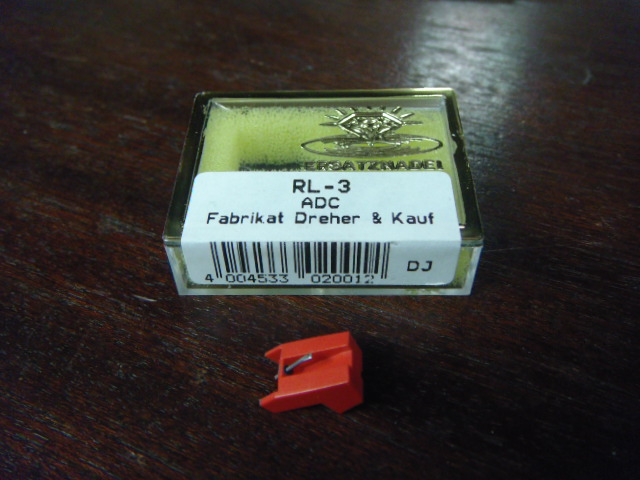 ERSATZNADEL
RL-3
ADC
Fabrikat Dreher & Kauf
4 004533 020012
DJ